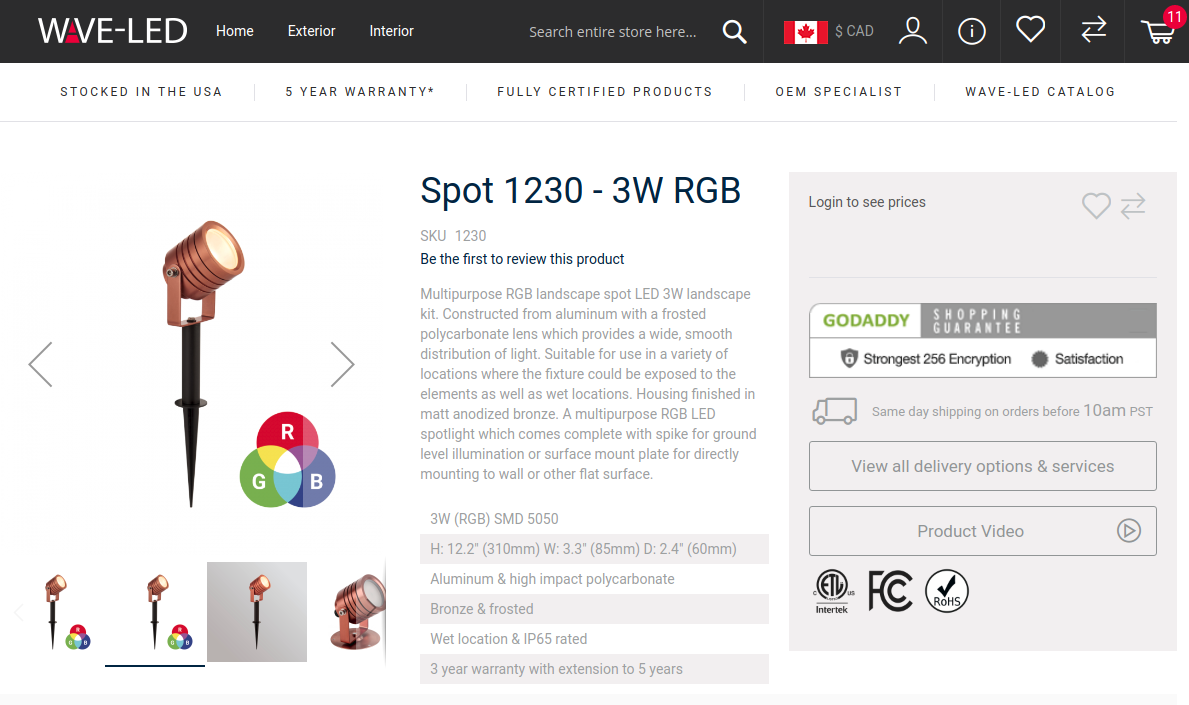 WAVE-LED Home Exterior Interior Search entire store here... $ CAD 11
STOCKED IN THE USA 5 YEAR WARRANTY* FULLY CERTIFIED PRODUCTS OEM SPECIALIST WAVE-LED CATALOG
Spot 1230 - 3W RGB
SKU 1230
Be the first to review this product
Multipurpose RGB landscape spot LED 3W landscape
kit. Constructed from aluminum with a frosted
polycarbonate lens which provides a wide, smooth
distribution of light. Suitable for use in a variety of
locations where the fixture could be exposed to the
elements as well as wet locations. Housing finished in
matt anodized bronze. A multipurpose RGB LED
spotlight which comes complete with spike for ground
level illumination or surface mount plate for directly
mounting to wall or other flat surface.
3W (RGB) SMD 5050
H: 12.2" (310mm) W: 3.3" (85mm) D: 2.4" (60mm)
Aluminum & high impact polycarbonate
Bronze & frosted
Wet location & IP65 rated
3 year warranty with extension to 5 years
R
G B
R
G B
R
G B
Login to see prices
GODADDY SHOPPING
GUARANTEE
Strongest 256 Encryption Satisfaction
Same day shipping on orders before 10am PST
View all delivery options & services
Product Video
C ETL US
Intertek
FC
RoHS